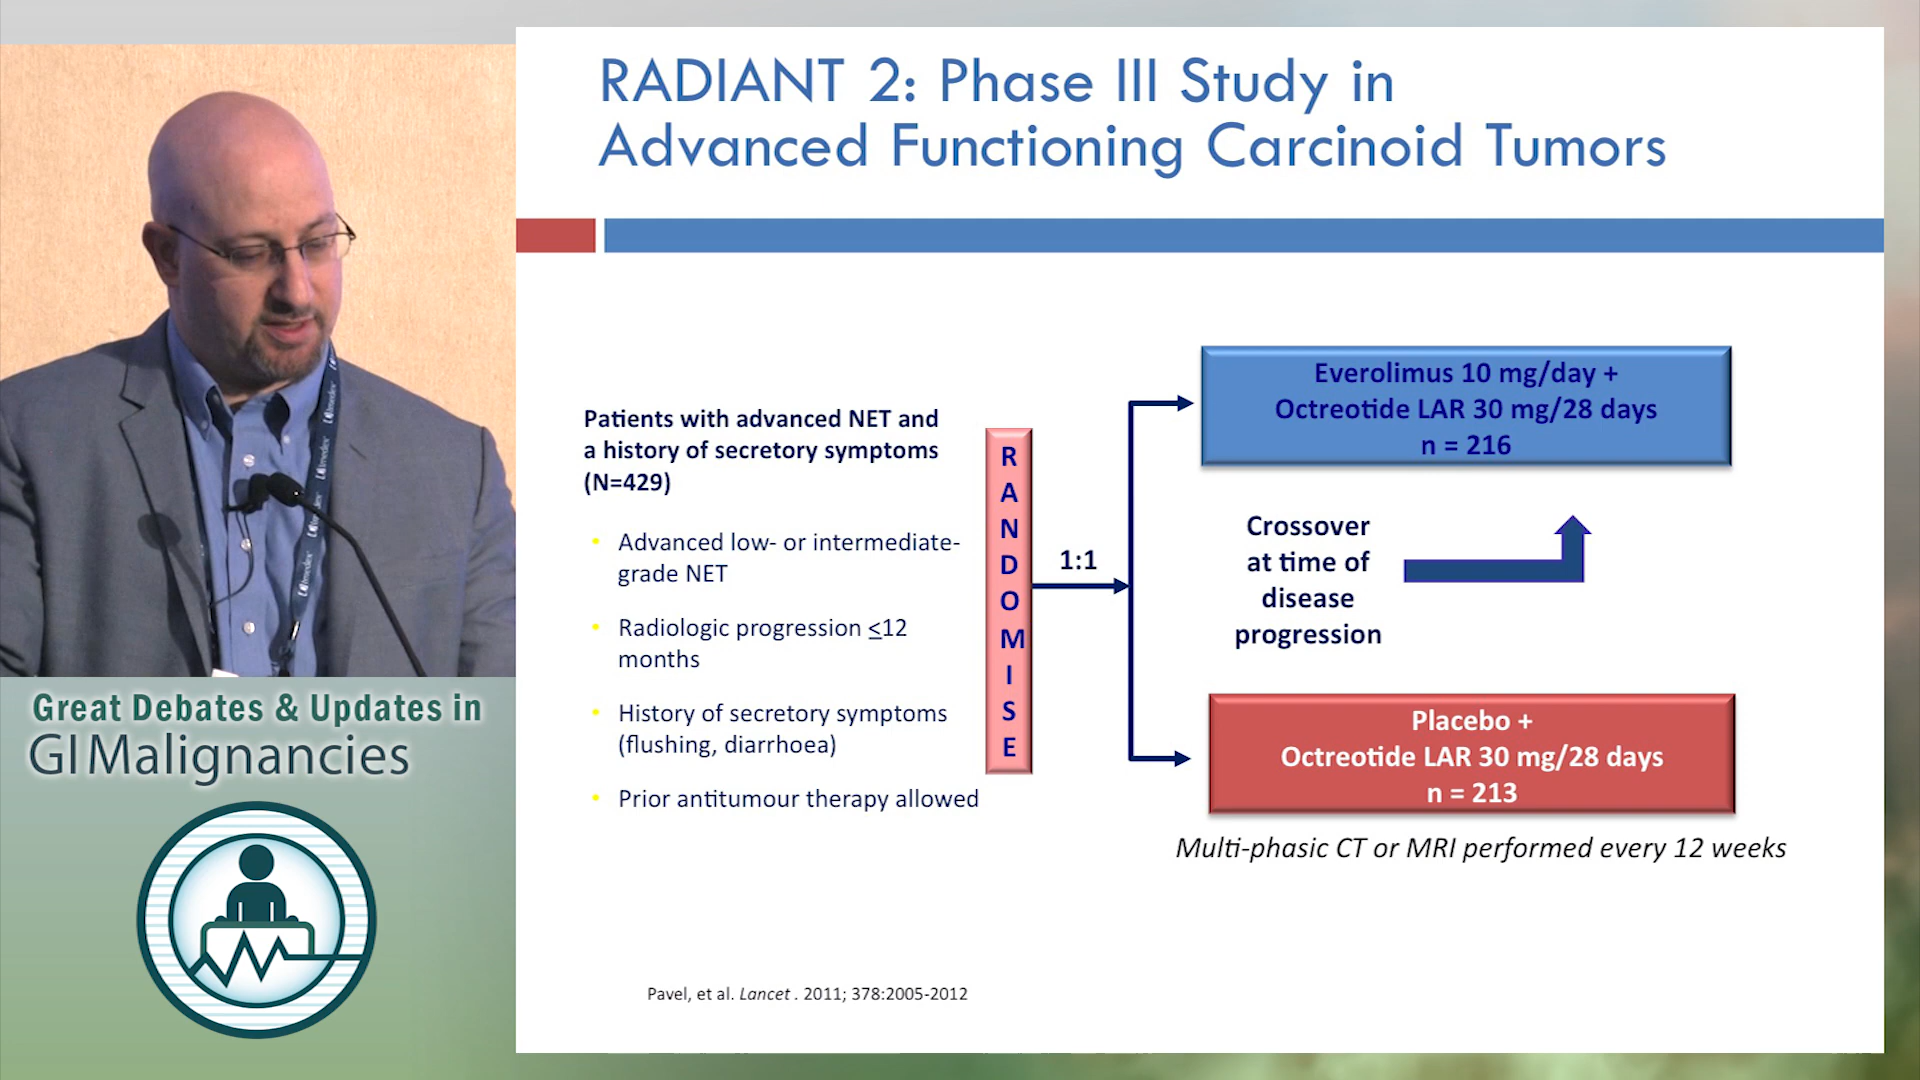 RADIANT 2: Phase III Study in
Advanced Functioning Carcinoid Tumors
Patients with advanced NET and
a history of secretory symptoms
(N=429)
• Advanced low- or intermediate-
grade NET
• Radiologic progression ≤12
months
• History of secretory symptoms
(flushing, diarrhoea)
• Prior antitumour therapy allowed
R
A
N
D
O
M
I
S
E
1:1
Everolimus 10 mg/day +
Octreotide LAR 30 mg/28 days
n = 216
Crossover
at time of
disease
progression
Placebo +
Octreotide LAR 30 mg/28 days
n = 213
Multi-phasic CT or MRI performed every 12 weeks
Pavel, et al. Lancet . 2011; 378:2005-2012
Great Debates & Updates in
GI Malignancies